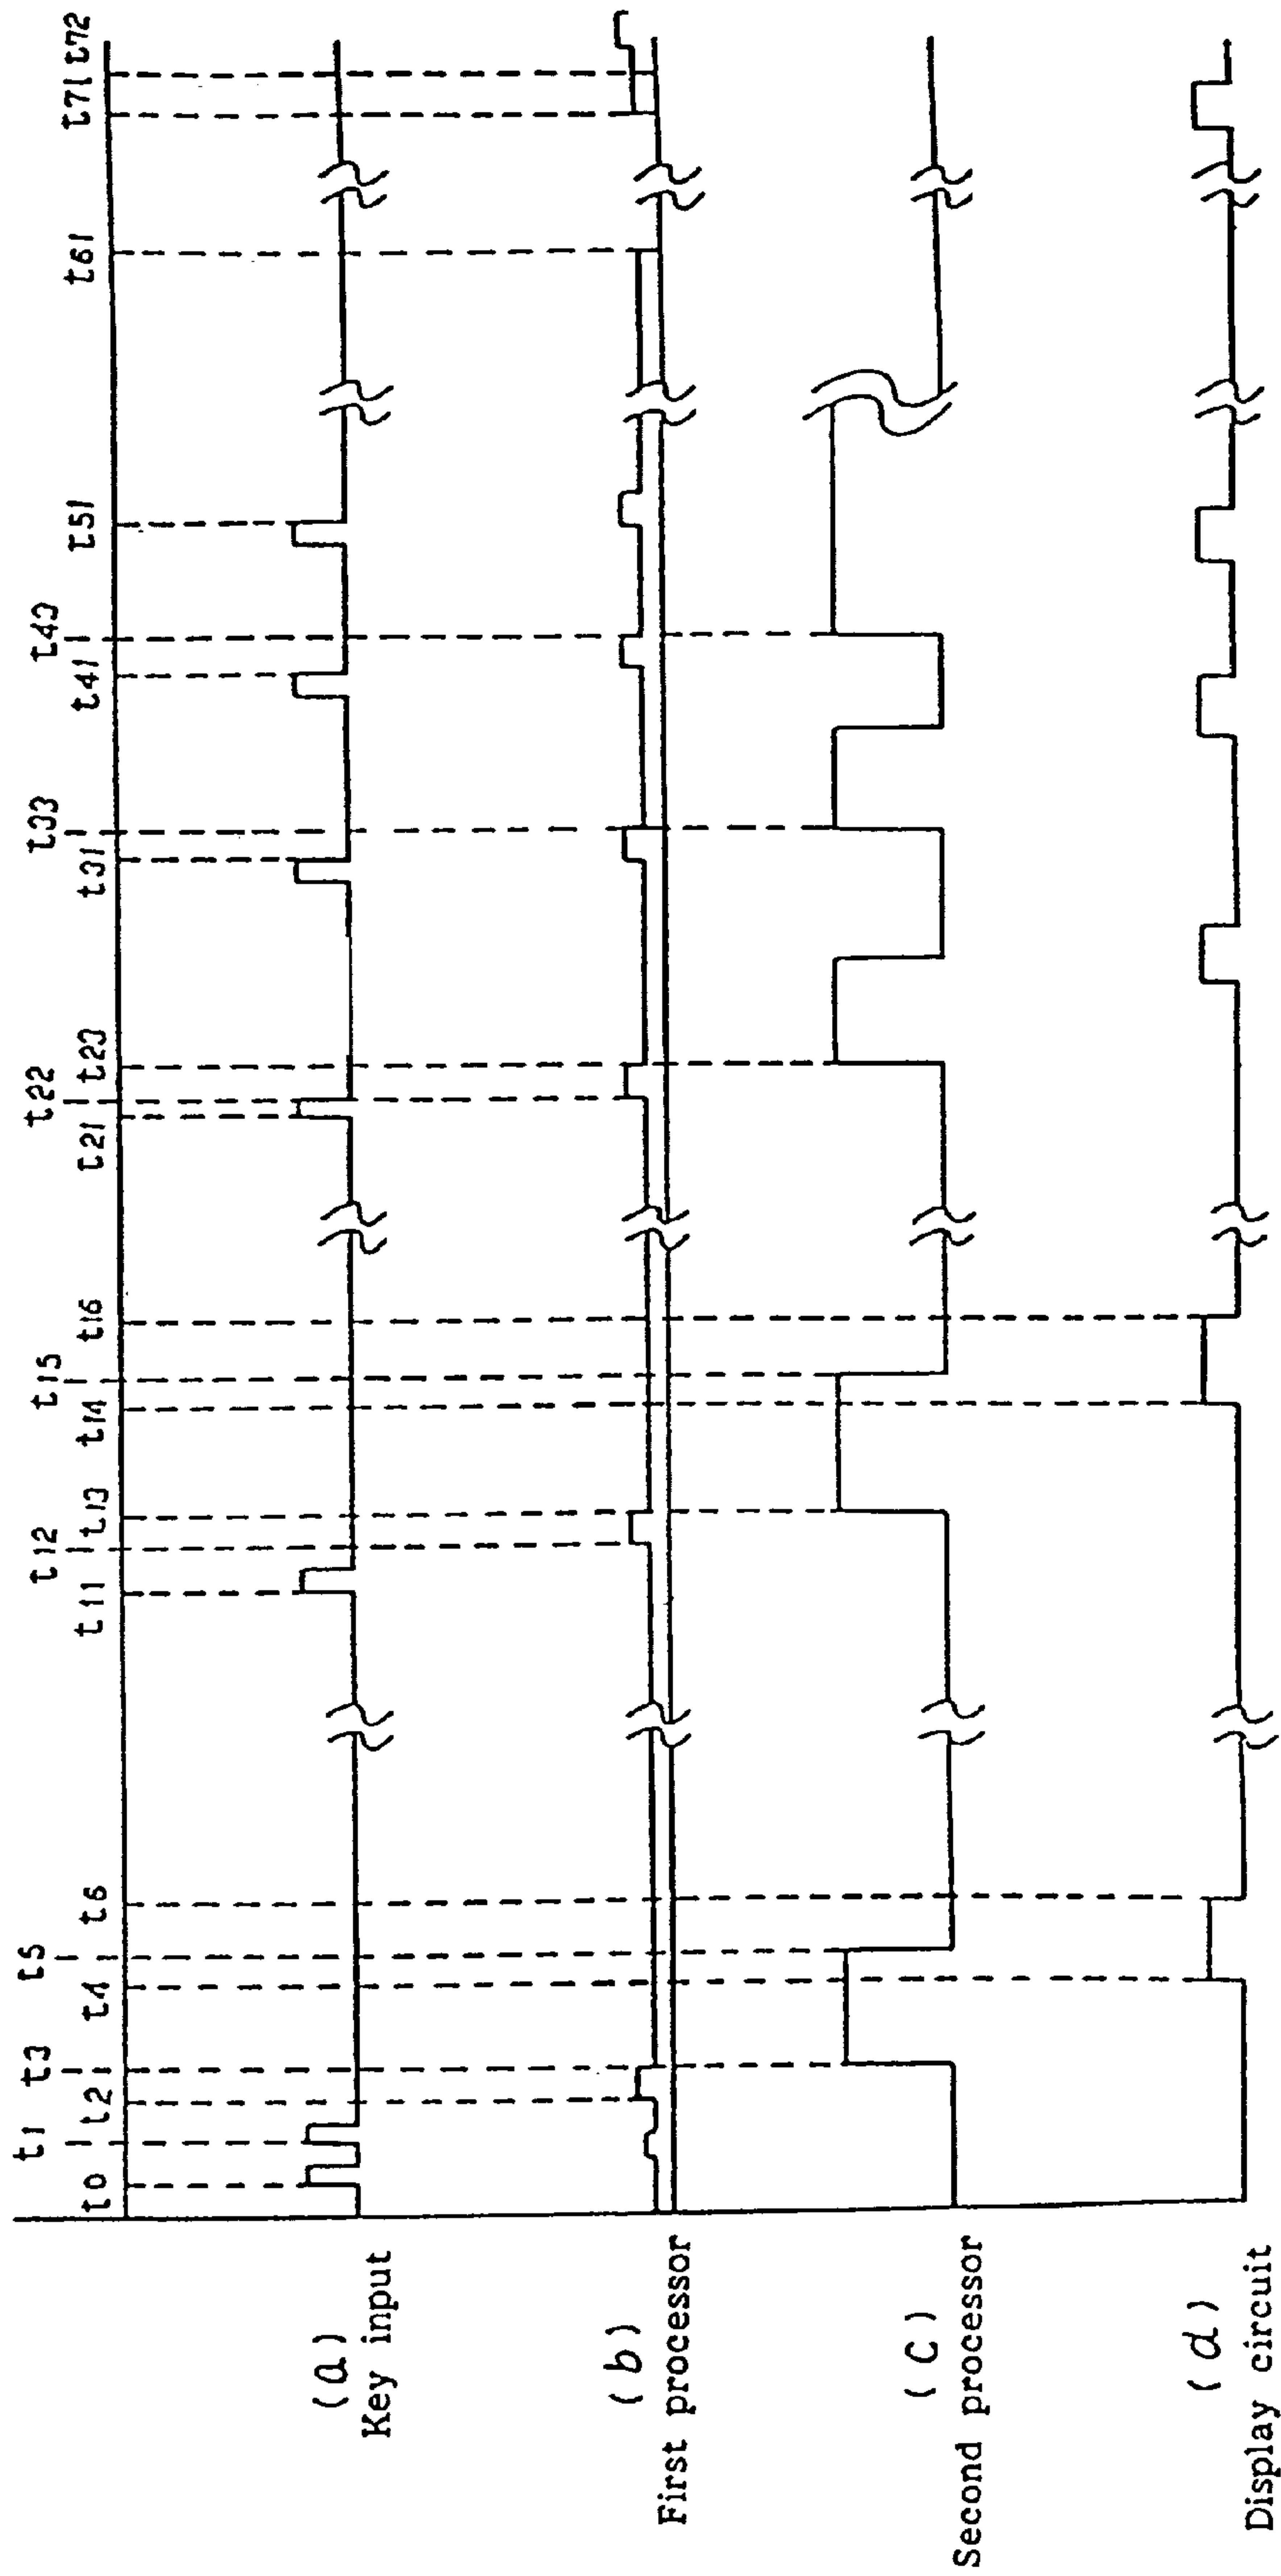 t1 t3 t5 t12 t15 t22 t33 t43
t0 t2 t4 t6 t11 t13 t14 t16 t21 t23 t31 t41 t51 t61 t71 t72
(a)
Key input
(b)
First processor
(c)
Second processor
(d)
Display circuit